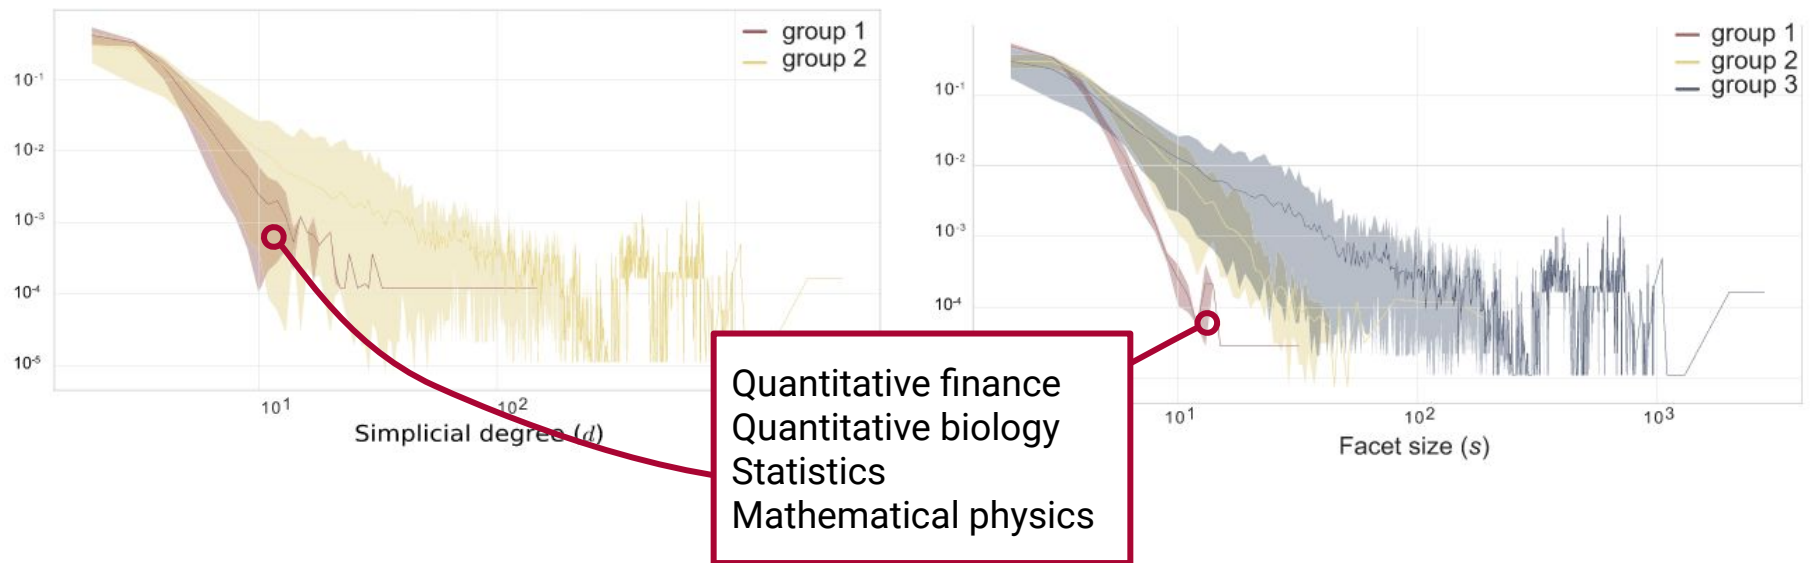 group 1
group 2
10⁻¹
10⁻²
10⁻³
10⁻⁴
10⁻⁵
10¹
10²
Simplicial degree (d)
group 1
group 2
group 3
10⁻¹
10⁻²
10⁻³
10⁻⁴
10¹
10²
10³
Facet size (s)
Quantitative finance
Quantitative biology
Statistics
Mathematical physics